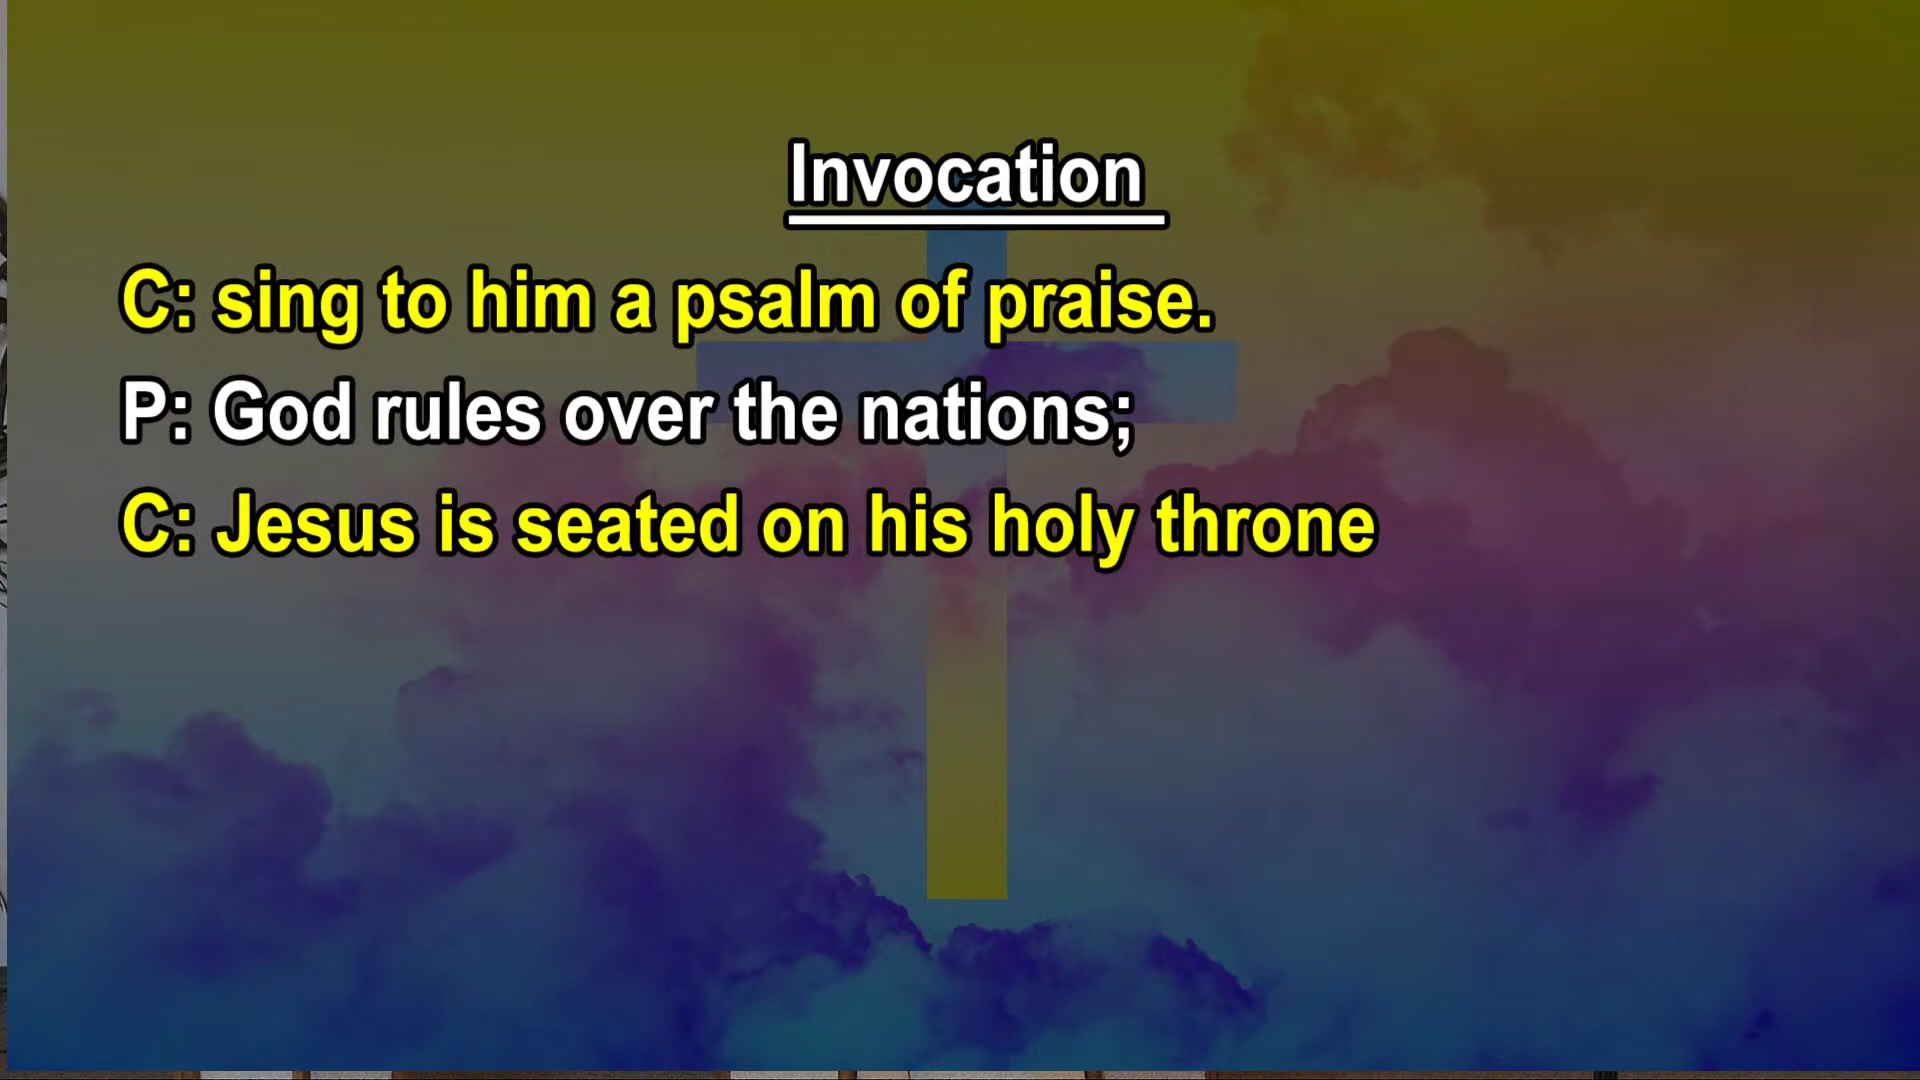 Invocation
C: sing to him a psalm of praise.
P: God rules over the nations;
C: Jesus is seated on his holy throne